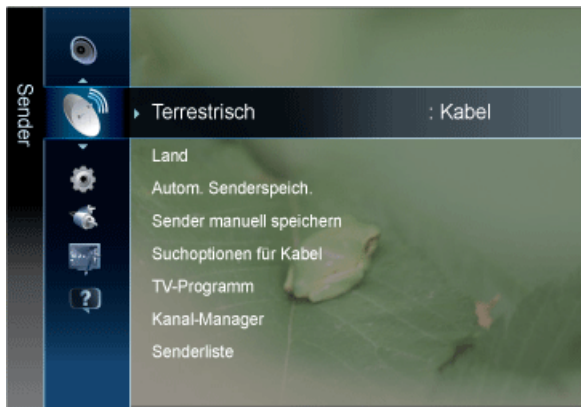 Sender
Terrestrisch : Kabel
Land
Autom. Senderspeich.
Sender manuell speichern
Suchoptionen für Kabel
TV-Programm
Kanal-Manager
Senderliste